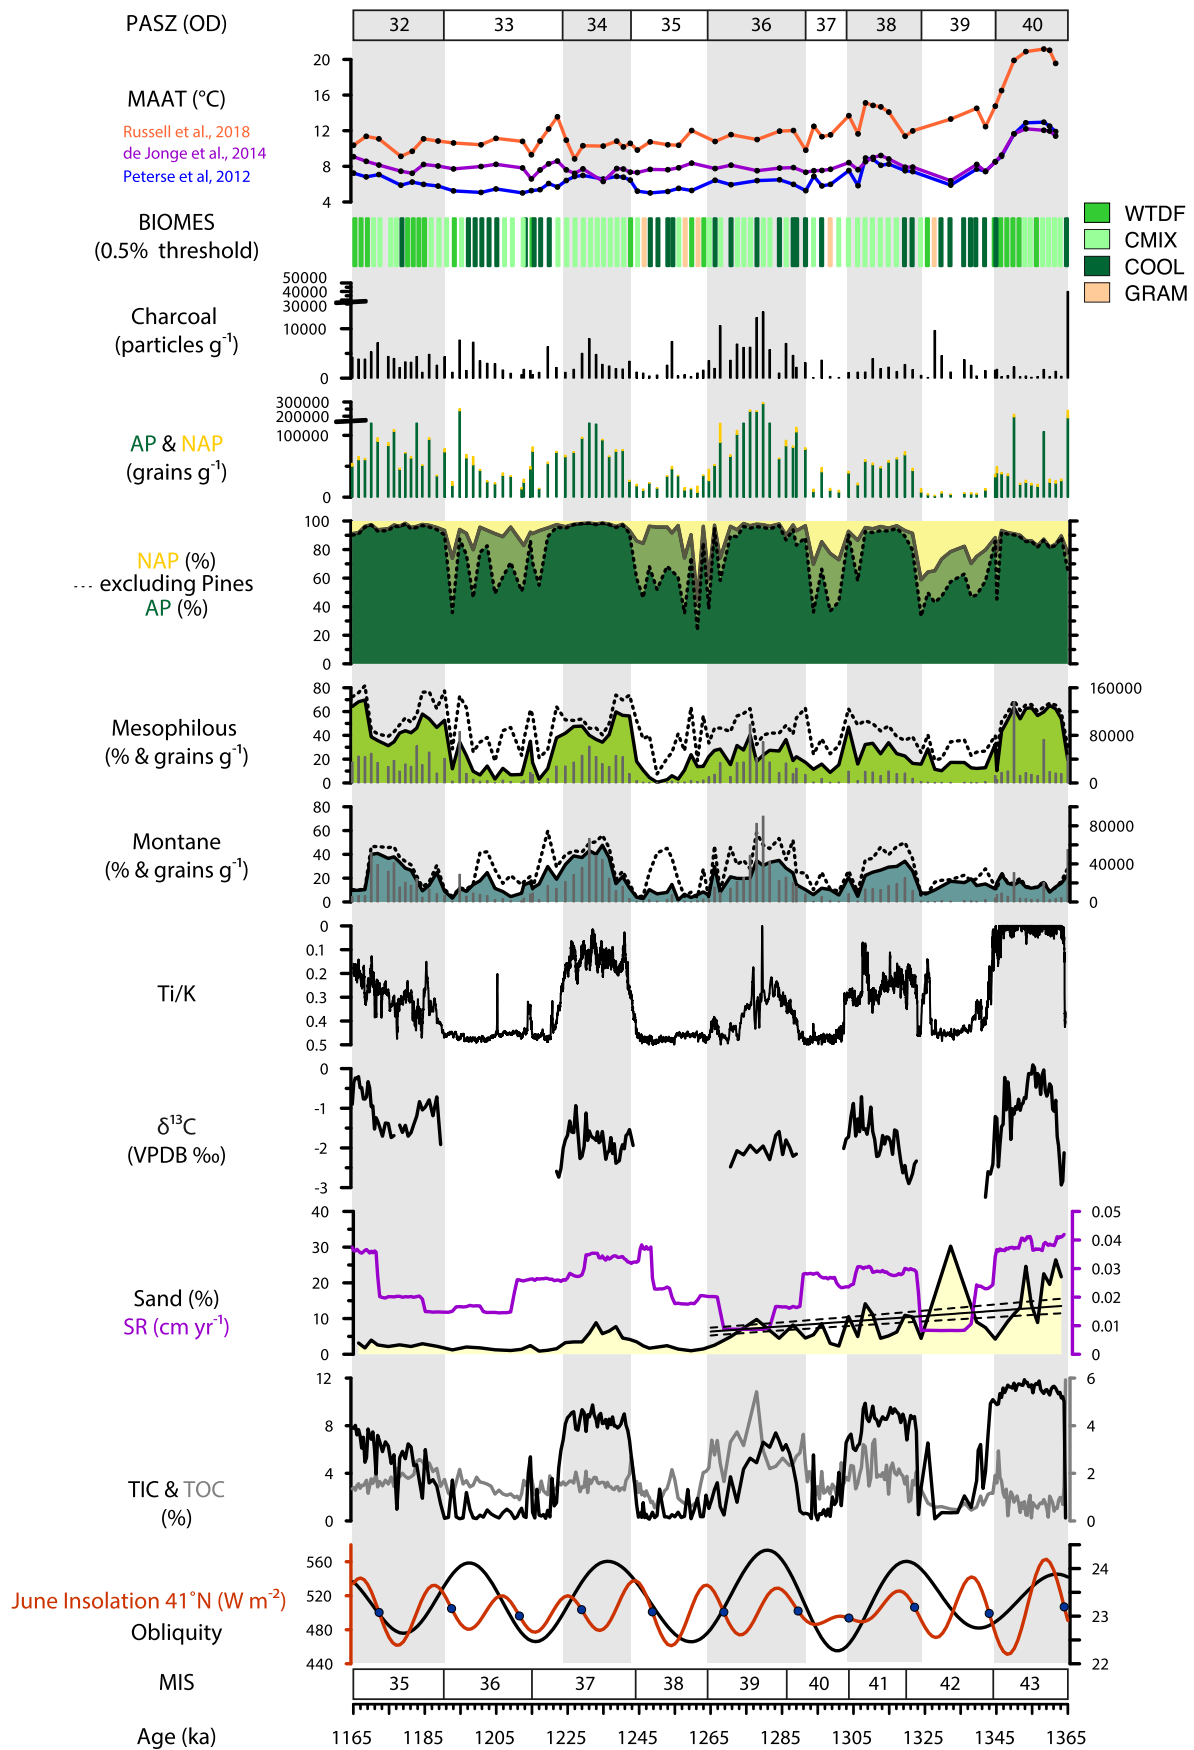 PASZ (OD) 32 33 34 35 36 37 38 39 40
MAAT (°C)
Russell et al., 2018
de Jonge et al., 2014
Peterse et al, 2012
20
16
12
8
4
BIOMES
(0.5% threshold)
WTDF
CMIX
COOL
GRAM
Charcoal
(particles g⁻¹)
50000
40000
30000
10000
0
AP & NAP
(grains g⁻¹)
300000
200000
100000
0
NAP (%)
--- excluding Pines
AP (%)
100
80
60
40
20
0
Mesophilous
(% & grains g⁻¹)
80
60
40
20
0
160000
80000
0
Montane
(% & grains g⁻¹)
80
60
40
20
0
80000
40000
0
Ti/K
0
0.1
0.2
0.3
0.4
0.5
δ¹³C
(VPDB ‰)
0
-1
-2
-3
Sand (%)
SR (cm yr⁻¹)
40
30
20
10
0
0.05
0.04
0.03
0.02
0.01
0
TIC & TOC
(%)
12
8
4
0
6
4
2
0
June Insolation 41°N (W m⁻²)
Obliquity
560
520
480
440
24
23
22
MIS 35 36 37 38 39 40 41 42 43
Age (ka) 1165 1185 1205 1225 1245 1265 1285 1305 1325 1345 1365